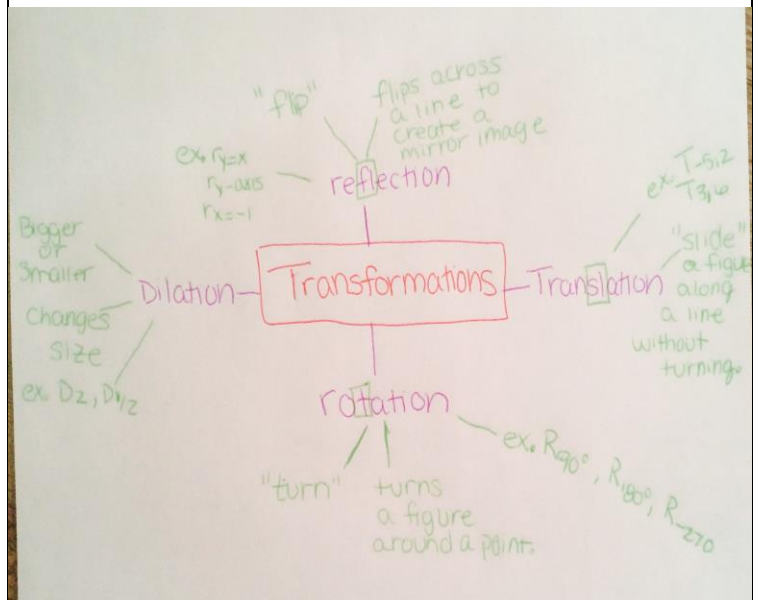 "flip"
flips across
a line to
create a
mirror image
ex. ry=x
ry-axis
rx=-1
reflection
ex. T-5,2
T3,6
"slide"
a figu
along
a line
without
turning.
Translation
Transformations
Dilation
Bigger
or
Smaller
changes
size
ex. D2, D1/2
rotation
"turn"
turns
a figure
around a point.
ex. R90°, R180°, R-270